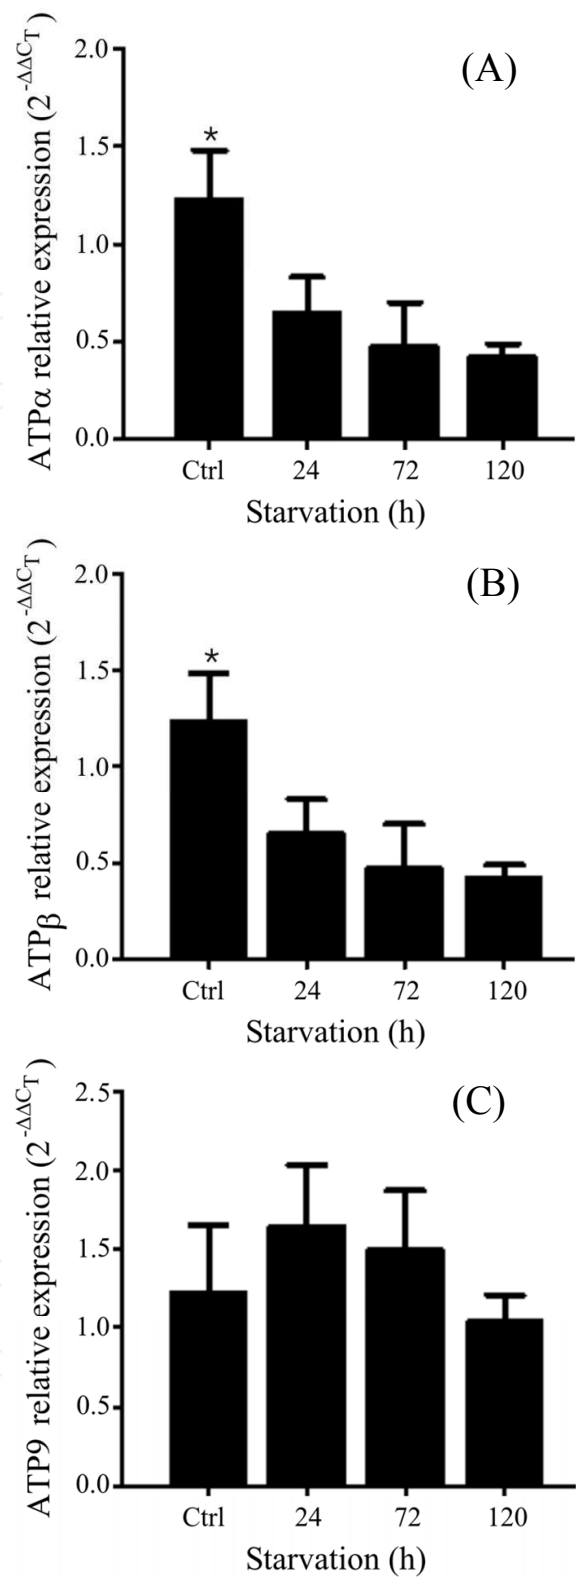 (A)
ATPα relative expression (2^-ΔΔCT)
2.0
1.5
1.0
0.5
0.0
*
Ctrl 24 72 120
Starvation (h)
(B)
ATPβ relative expression (2^-ΔΔCT)
2.0
1.5
1.0
0.5
0.0
*
Ctrl 24 72 120
Starvation (h)
(C)
ATP9 relative expression (2^-ΔΔCT)
2.5
2.0
1.5
1.0
0.5
0.0
Ctrl 24 72 120
Starvation (h)